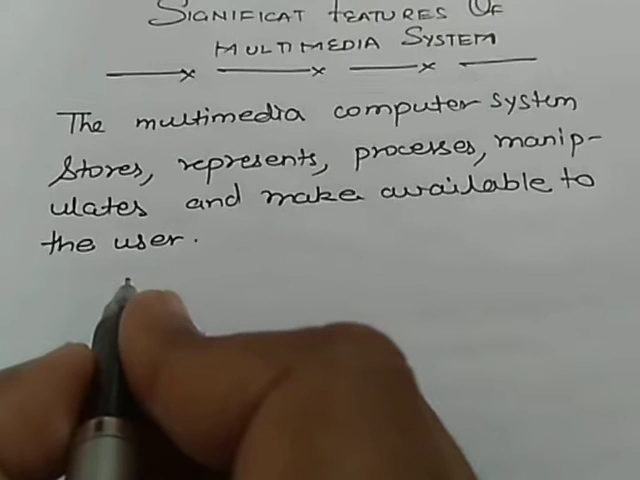 SIGNIFICAT FEATURES OF
MULTIMEDIA SYSTEM
The multimedia computer system
stores, represents, processes, manip-
ulates and make available to
the user.